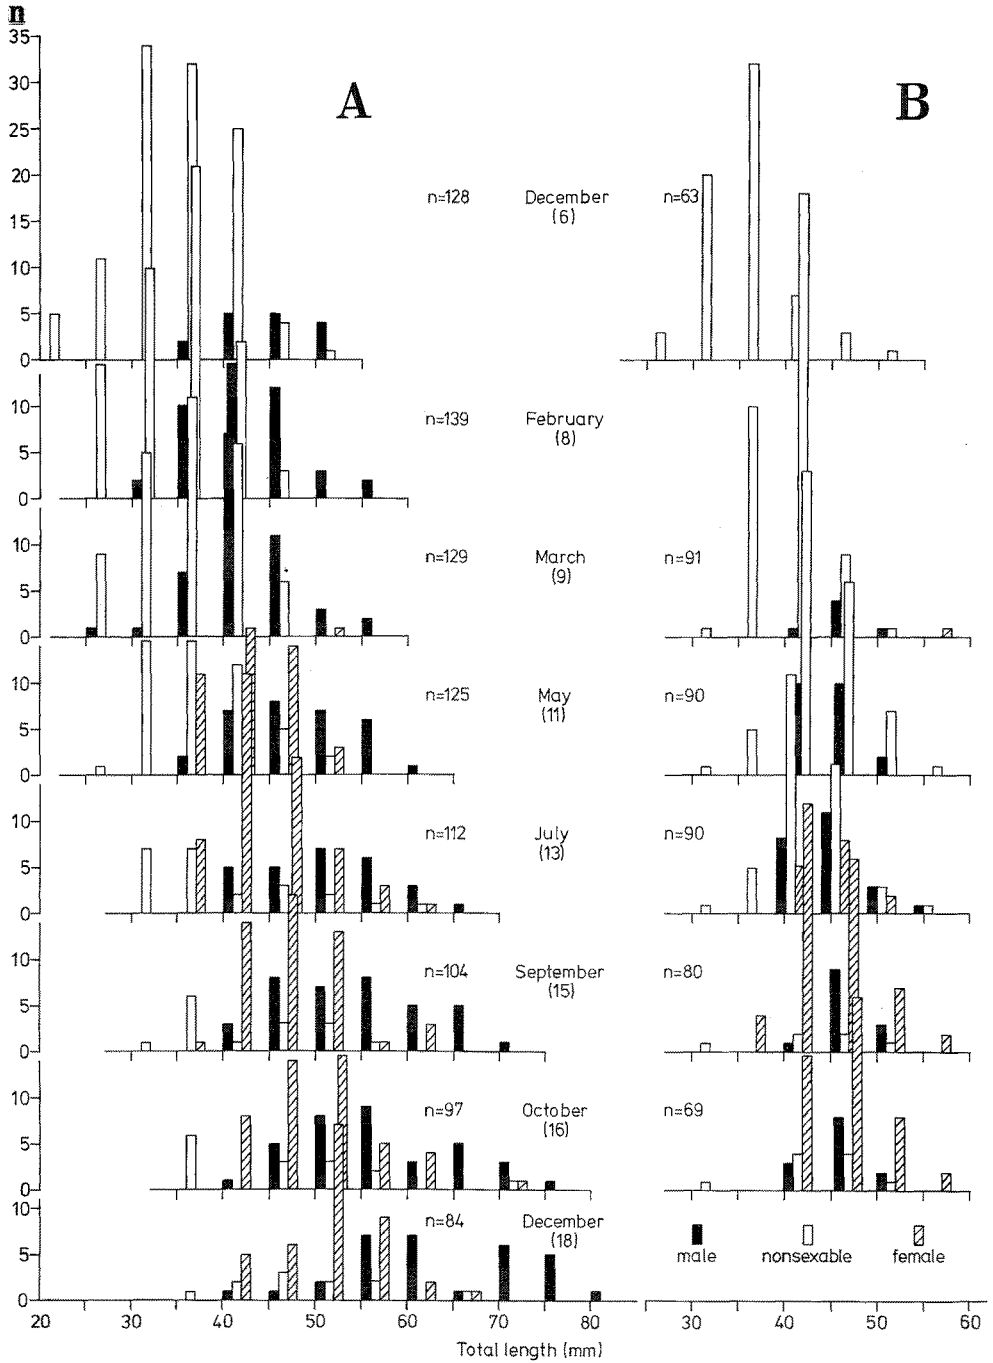 n
A
B
35
30
25
20
15
10
5
0
n=128 December n=63
(6)
10
5
0
n=139 February
(8)
10
5
0
n=129 March n=91
(9)
10
5
0
n=125 May n=90
(11)
10
5
0
n=112 July n=90
(13)
10
5
0
n=104 September n=80
(15)
10
5
0
n=97 October n=69
(16)
10
5
0
n=84 December
(18)
male nonsexable female
20 30 40 50 60 70 80 30 40 50 60
Total length (mm)